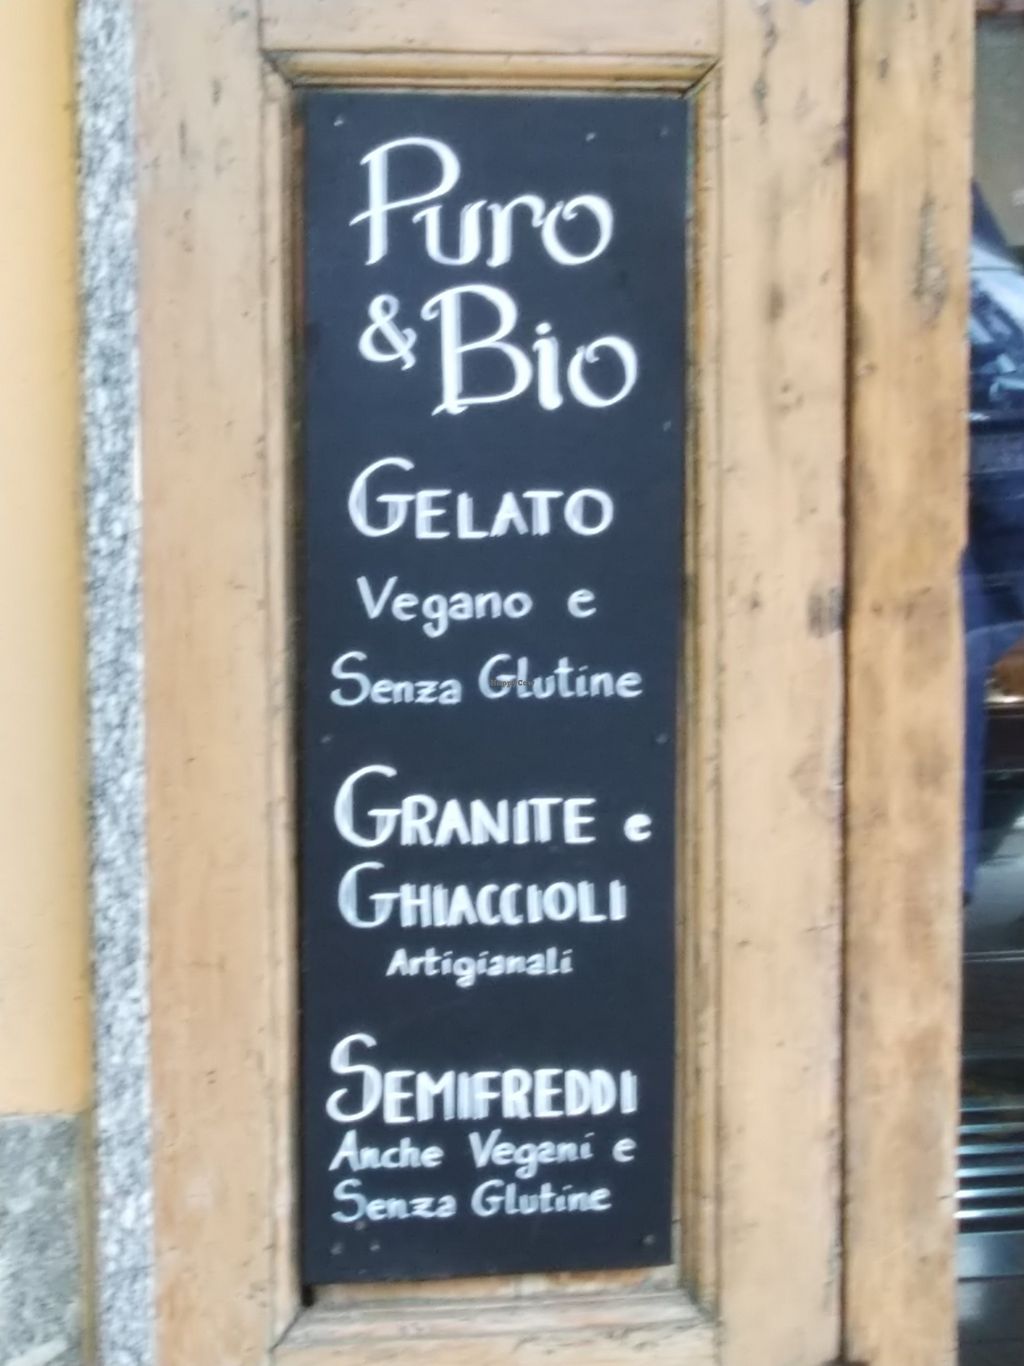 Puro
& Bio
GELATO
Vegano e
Senza Glutine
GRANITE e
GHIACCIOLI
Artigianali
SEMIFREDDI
Anche Vegani e
Senza Glutine